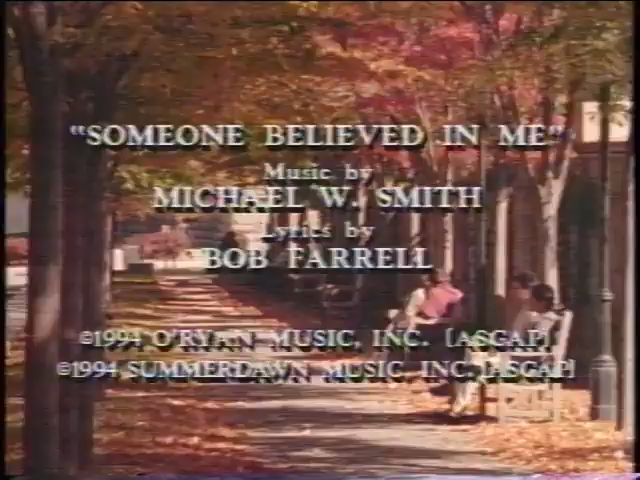 "SOMEONE BELIEVED IN ME"
Music by
MICHAEL W. SMITH
Lyrics by
BOB FARRELL
©1994 O'RYAN MUSIC, INC. [ASCAP]
©1994 SUMMERDAWN MUSIC, INC. [ASCAP]